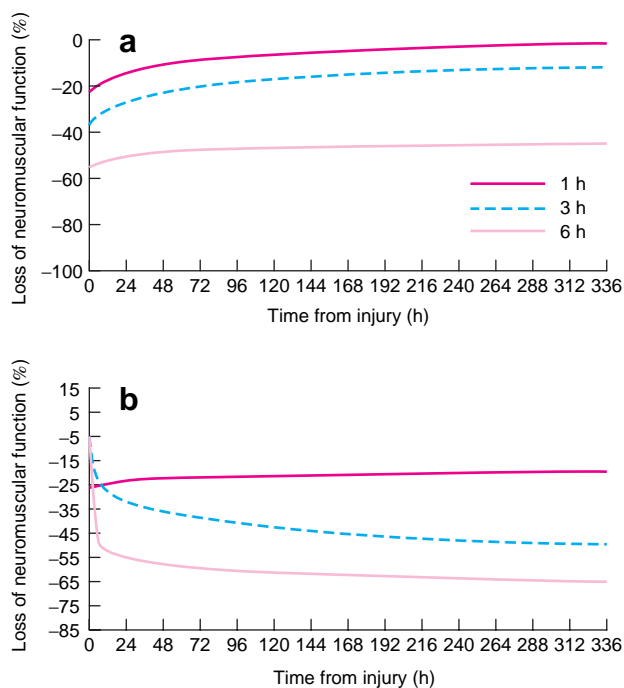 a
Loss of neuromuscular function (%)
0
−20
−40
−60
−80
−100
1 h
3 h
6 h
0 24 48 72 96 120 144 168 192 216 240 264 288 312 336
Time from injury (h)
b
Loss of neuromuscular function (%)
15
5
−5
−15
−25
−35
−45
−55
−65
−75
−85
0 24 48 72 96 120 144 168 192 216 240 264 288 312 336
Time from injury (h)